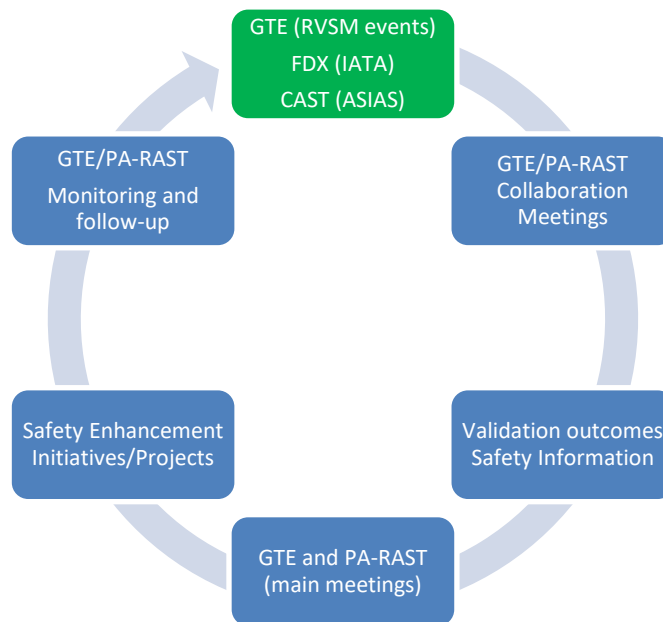 GTE (RVSM events)
FDX (IATA)
CAST (ASIAS)
GTE/PA-RAST
Collaboration
Meetings
Validation outcomes
Safety Information
GTE and PA-RAST
(main meetings)
Safety Enhancement
Initiatives/Projects
GTE/PA-RAST
Monitoring and
follow-up